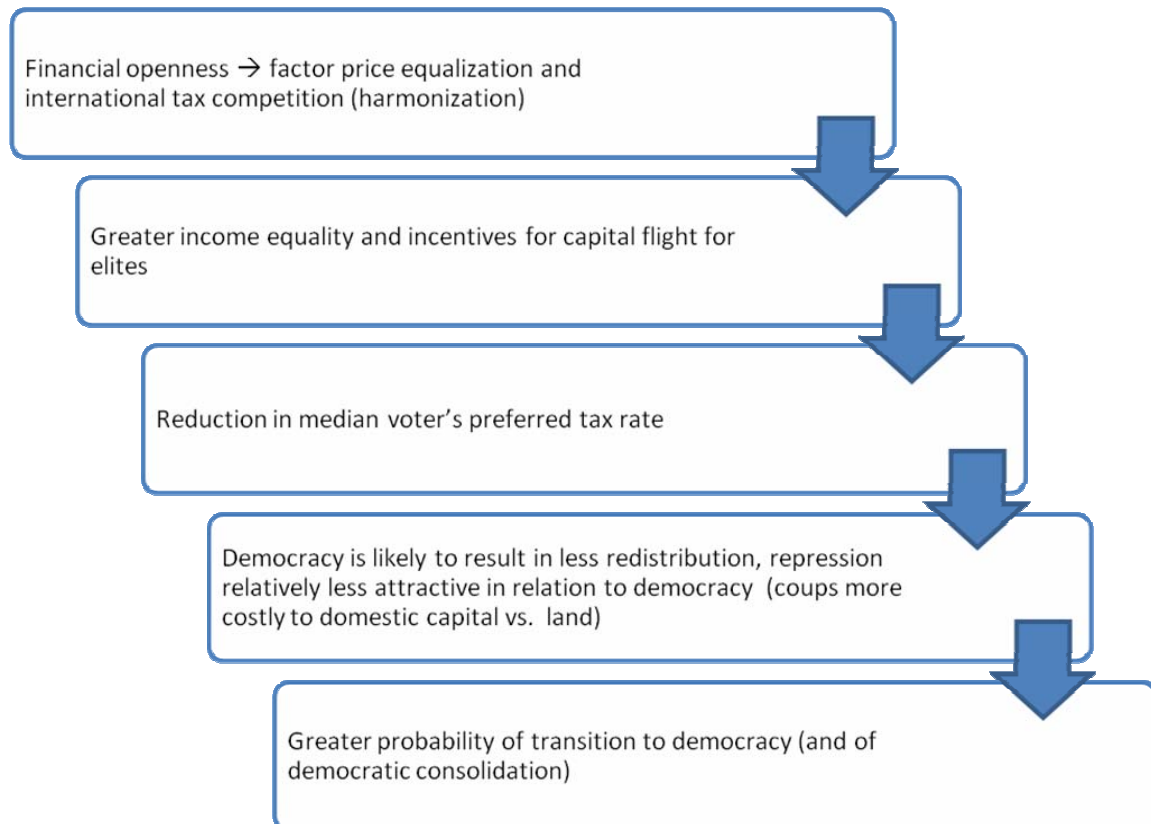 Financial openness → factor price equalization and
international tax competition (harmonization)
Greater income equality and incentives for capital flight for
elites
Reduction in median voter’s preferred tax rate
Democracy is likely to result in less redistribution, repression
relatively less attractive in relation to democracy  (coups more
costly to domestic capital vs.  land)
Greater probability of transition to democracy (and of
democratic consolidation)